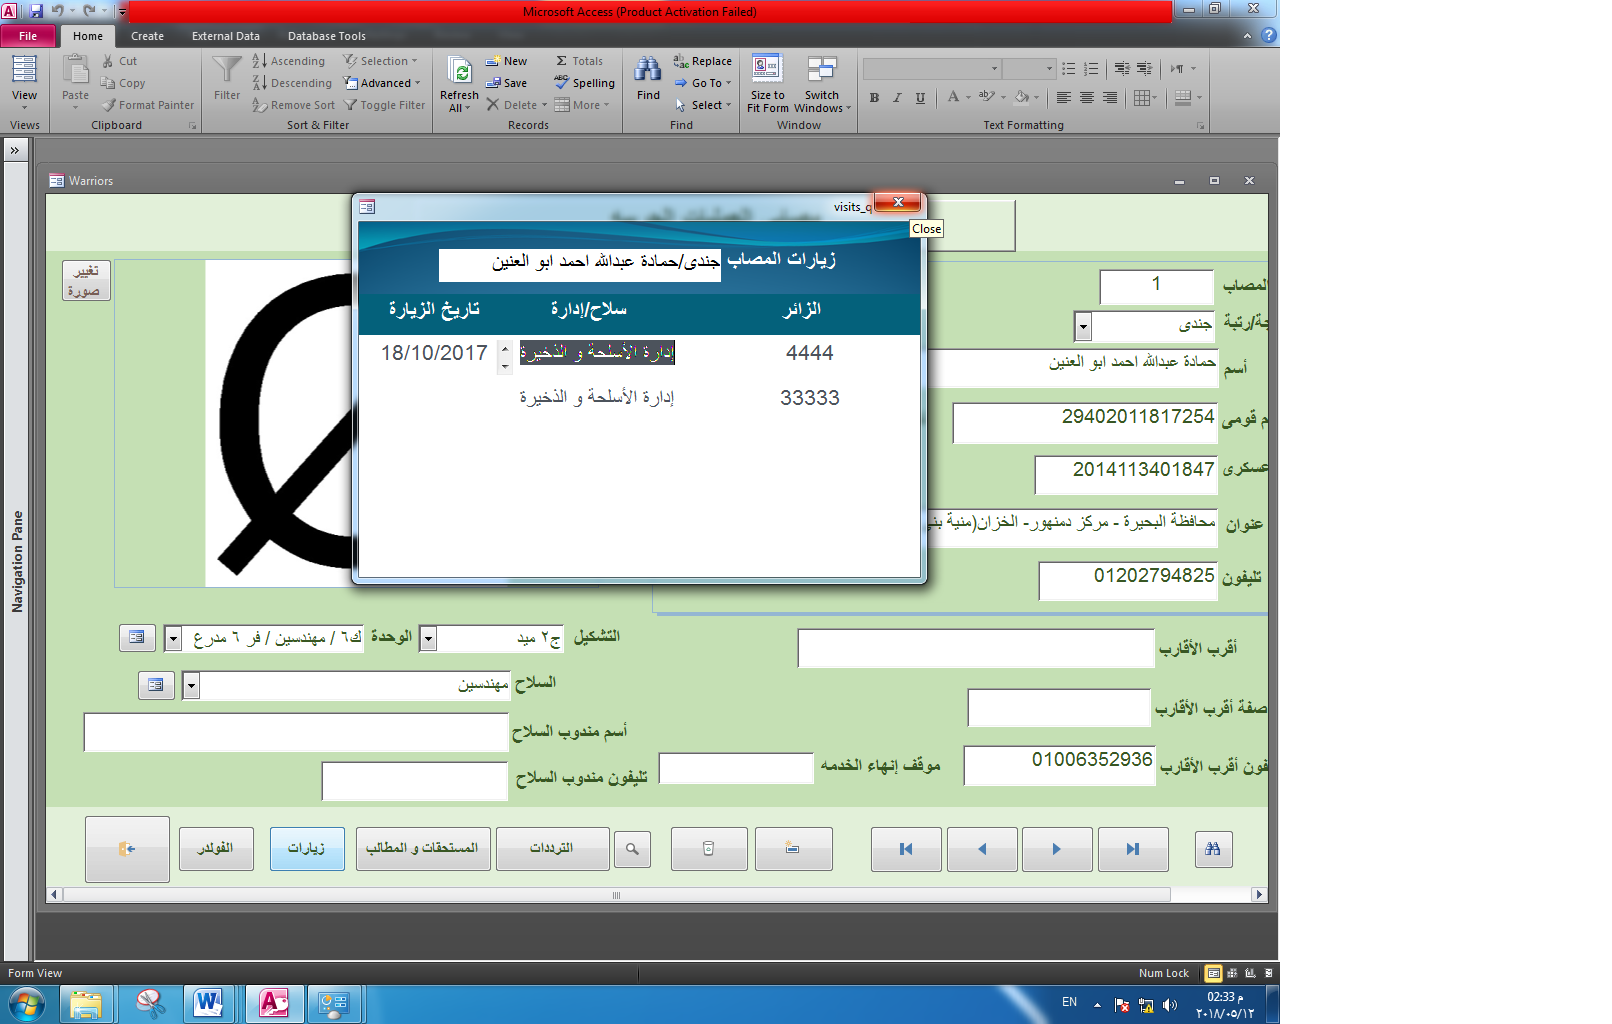 Microsoft Access (Product Activation Failed)
File Home Create External Data Database Tools
View
Views
Paste
Cut
Copy
Format Painter
Clipboard
Filter
Ascending
Descending
Remove Sort
Selection
Advanced
Toggle Filter
Sort & Filter
Refresh All
New
Save
Delete
Totals
Spelling
More
Records
Find
Replace
Go To
Select
Find
Size to Fit Form
Switch Windows
Window
B I U
Text Formatting
Navigation Pane
Warriors
visits_q
Close
زيارات المصاب جندى/حمادة عبدالله احمد ابو العنين
الزائر سلاح/إدارة تاريخ الزيارة
4444 إدارة الأسلحة و الذخيرة 18/10/2017
33333 إدارة الأسلحة و الذخيرة
تغيير
صورة
المصاب 1
جة/رتبة جندى
أسم حمادة عبدالله احمد ابو العنين
م قومى 29402011817254
عسكرى 2014113401847
عنوان محافظة البحيرة - مركز دمنهور- الخزان(منية بني
تليفون 01202794825
التشكيل ج٢ ميد الوحدة ك٦ / مهندسين / فر ٦ مدرع
السلاح مهندسين
أسم مندوب السلاح
تليفون مندوب السلاح
أقرب الأقارب
صفة أقرب الأقارب
فون أقرب الأقارب 01006352936
موقف إنهاء الخدمه
الترددات المستحقات و المطالب زيارات الفولدر
Form View
Num Lock
EN
02:33 م
٢٠١٨/٠٥/١٢